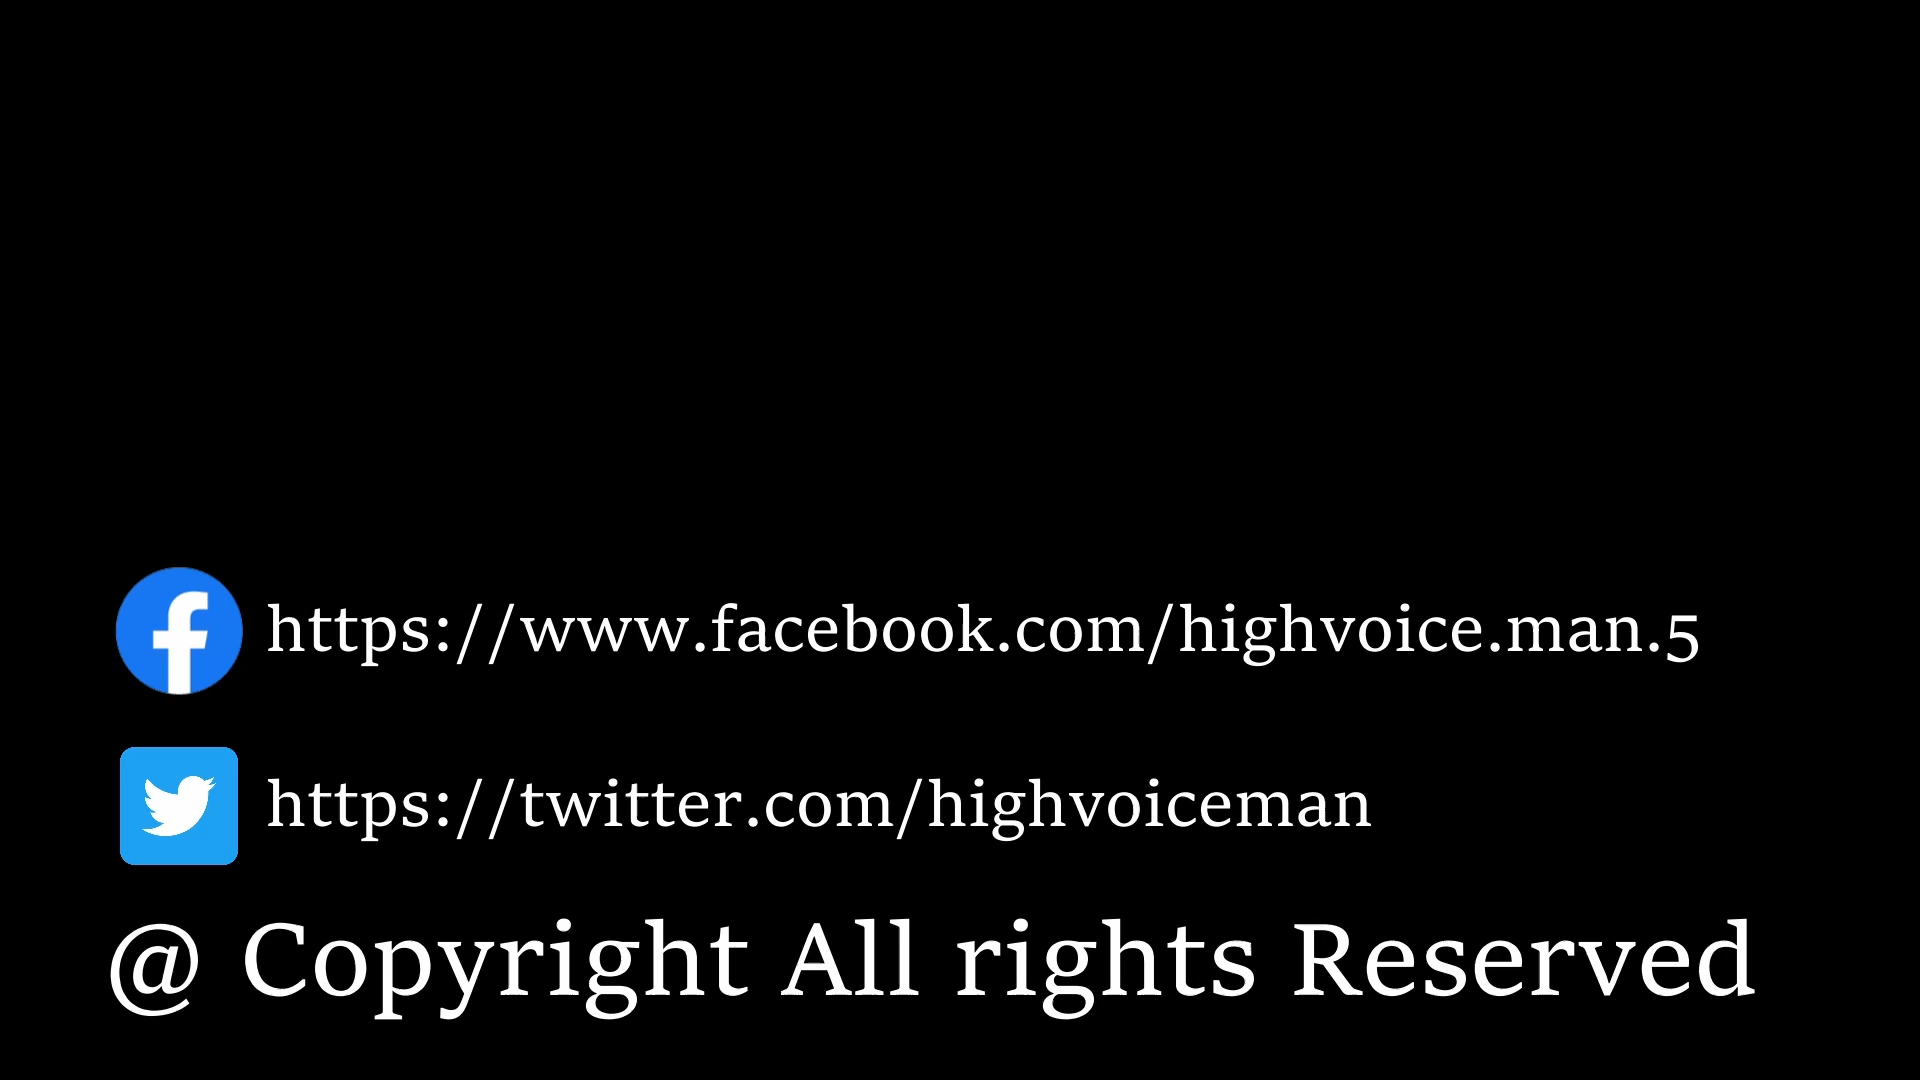 https://www.facebook.com/highvoice.man.5
https://twitter.com/highvoiceman
@ Copyright All rights Reserved